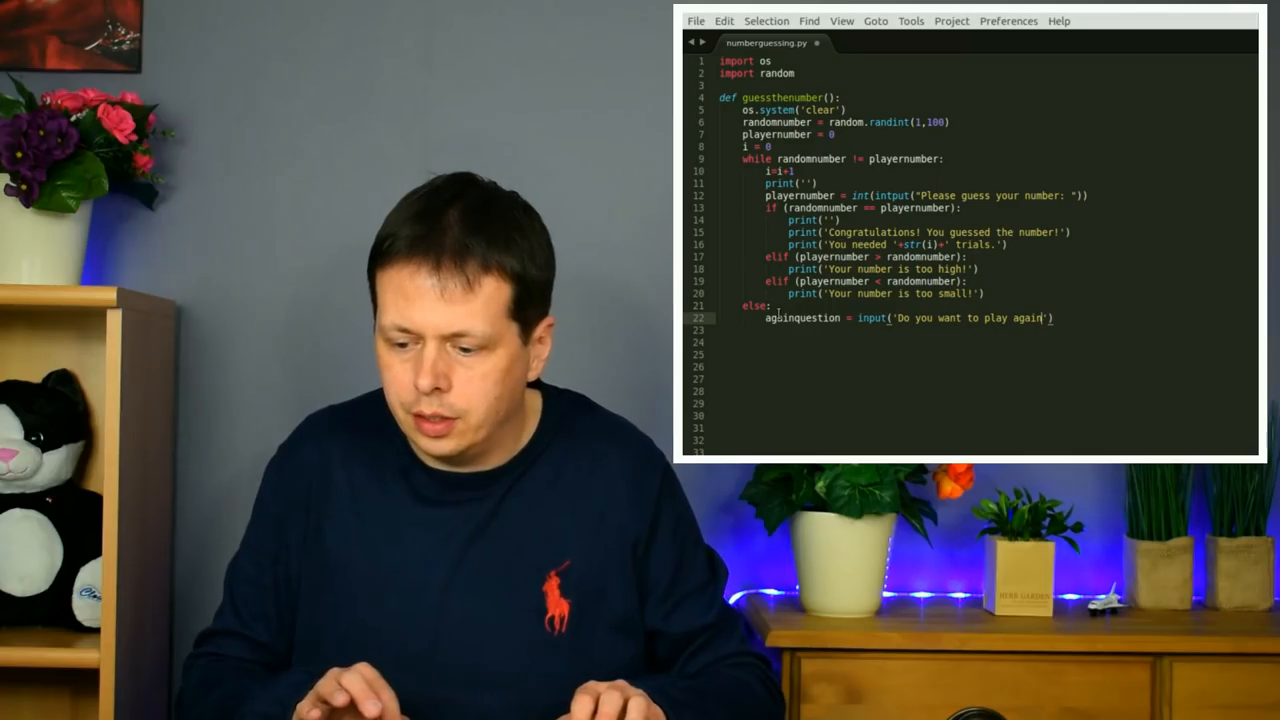 File Edit Selection Find View Goto Tools Project Preferences Help
numberguessing.py
1 import os
2 import random
3
4 def guessthenumber():
5 os.system('clear')
6 randomnumber = random.randint(1,100)
7 playernumber = 0
8 i = 0
9 while randomnumber != playernumber:
10 i=i+1
11 print('')
12 playernumber = int(intput("Please guess your number: "))
13 if (randomnumber == playernumber):
14 print('')
15 print('Congratulations! You guessed the number!')
16 print('You needed '+str(i)+' trials.')
17 elif (playernumber > randomnumber):
18 print('Your number is too high!')
19 elif (playernumber < randomnumber):
20 print('Your number is too small!')
21 else:
22 againquestion = input('Do you want to play again')
23
24
25
26
27
28
29
30
31
32
33
HERB GARDEN